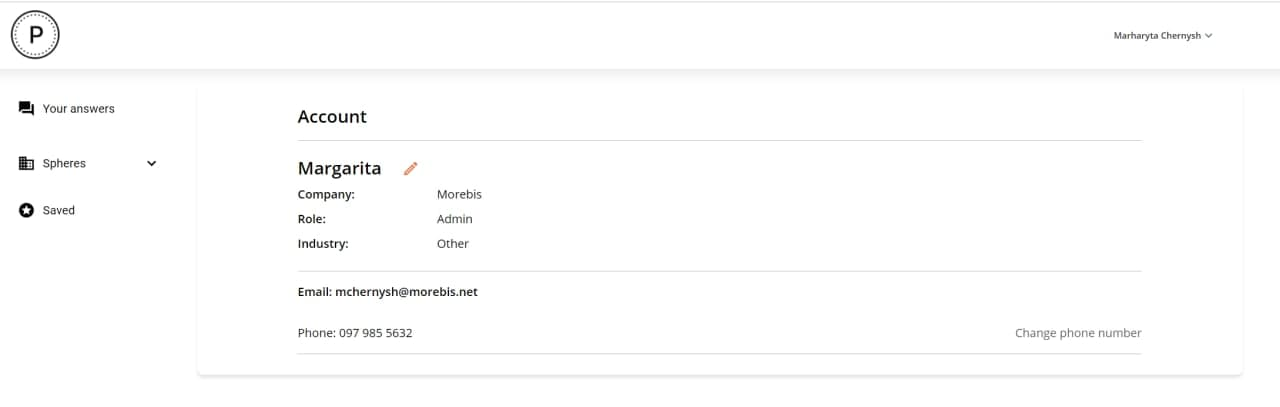 P
Marharyta Chernysh
Your answers
Spheres
Saved
Account
Margarita
Company: Morebis
Role: Admin
Industry: Other
Email: mchernysh@morebis.net
Phone: 097 985 5632 Change phone number